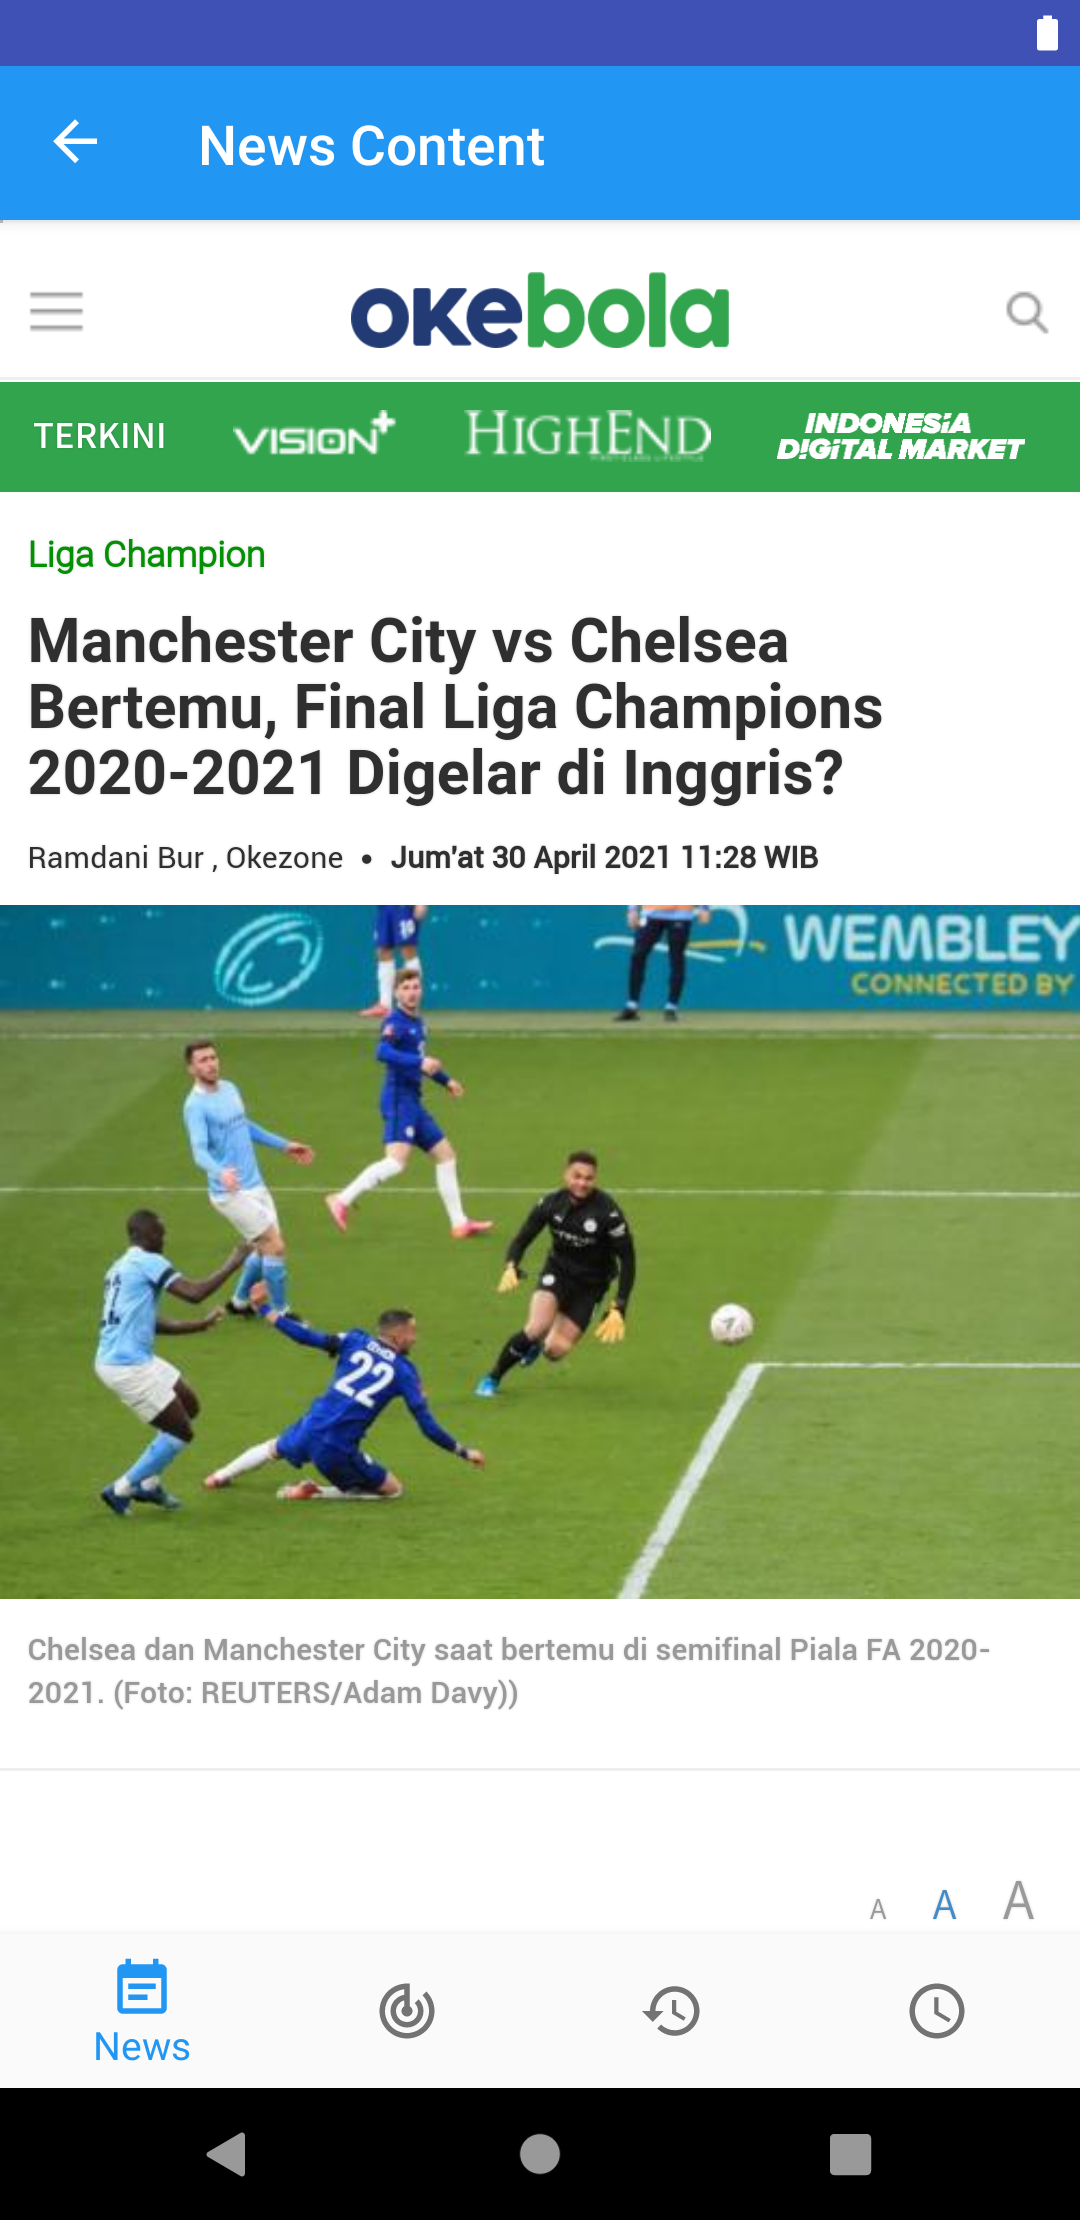 News Content
okebola
TERKINI
VISION+
HIGHEND
INDONESiA
DiGiTAL MARKET
Liga Champion
Manchester City vs Chelsea
Bertemu, Final Liga Champions
2020-2021 Digelar di Inggris?
Ramdani Bur , Okezone • Jum'at 30 April 2021 11:28 WIB
10
WEMBLEY
CONNECTED BY
22
Chelsea dan Manchester City saat bertemu di semifinal Piala FA 2020-
2021. (Foto: REUTERS/Adam Davy))
A A A
News